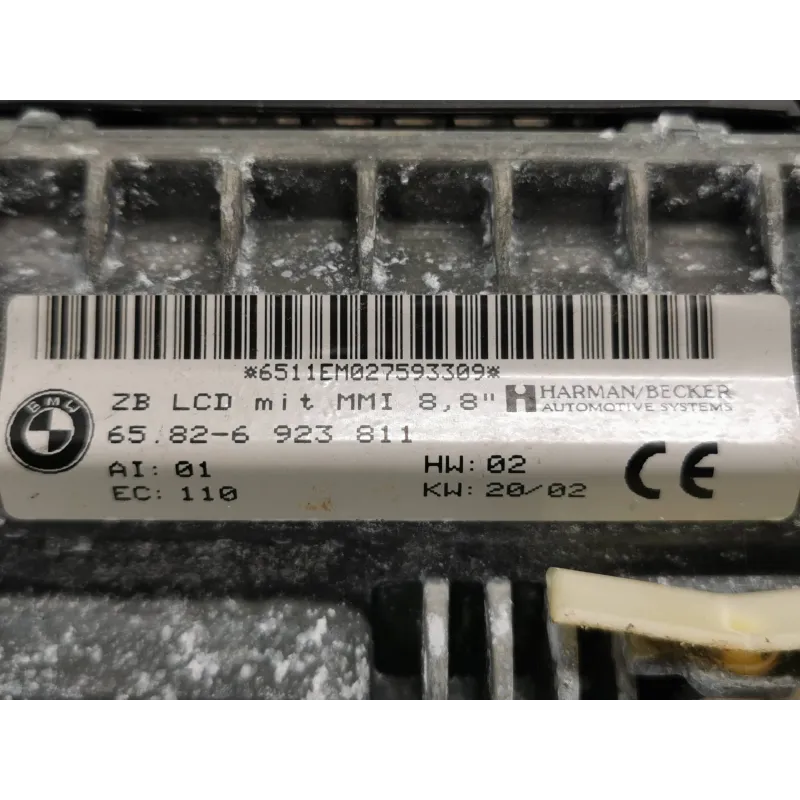 *6511EM027593309*
BMW
ZB LCD mit MMI 8,8"
HARMAN/BECKER
AUTOMOTIVE SYSTEMS
65.82-6 923 811
AI: 01
HW: 02
EC: 110
KW: 20/02
CE